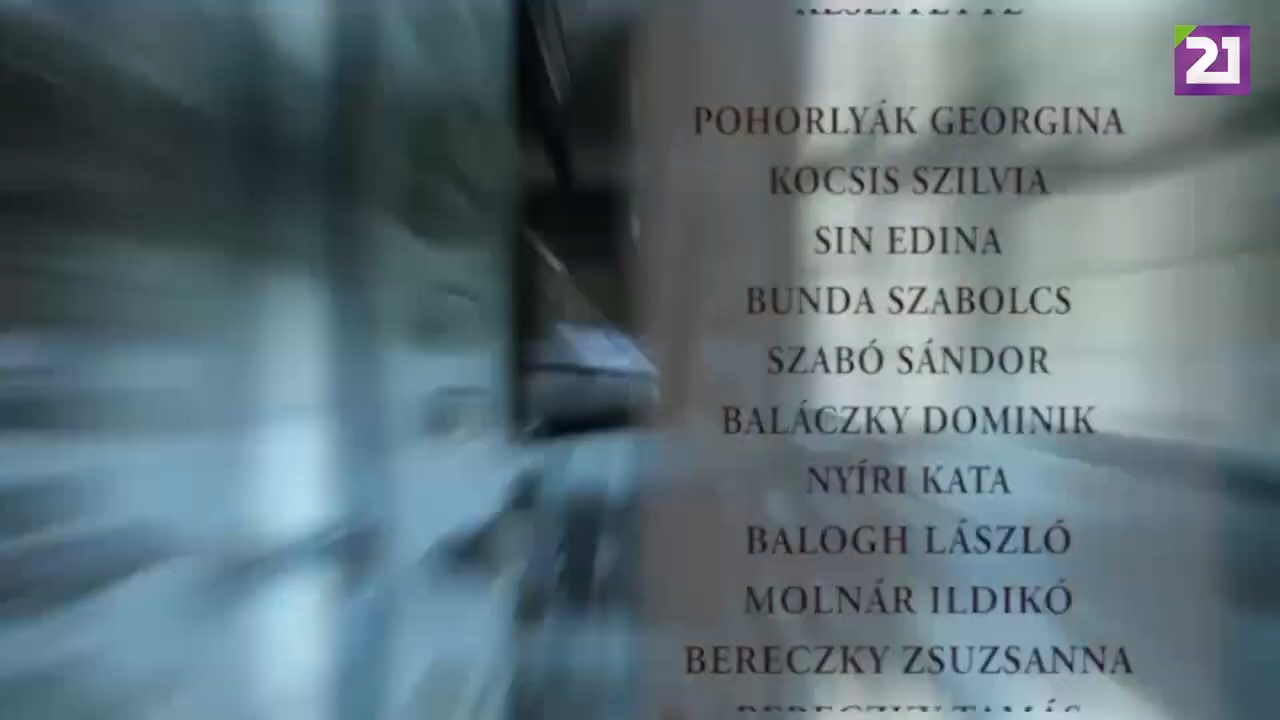 21
POHORLYÁK GEORGINA
KOCSIS SZILVIA
SIN EDINA
BUNDA SZABOLCS
SZABÓ SÁNDOR
BALÁCZKY DOMINIK
NYÍRI KATA
BALOGH LÁSZLÓ
MOLNÁR ILDIKÓ
BERECZKY ZSUZSANNA